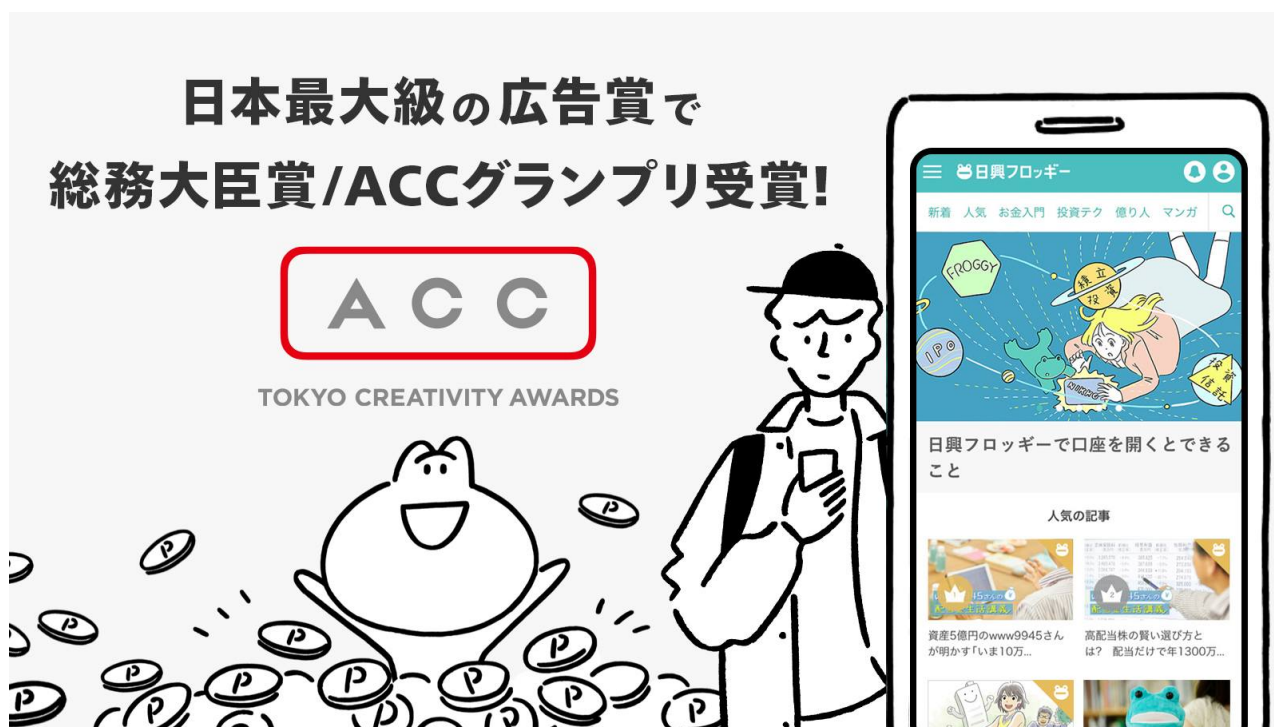 日本最大級の広告賞で
総務大臣賞/ACCグランプリ受賞!
ACC
TOKYO CREATIVITY AWARDS
P
P
P
P
P
P
P
P
P
日興フロッギー
新着 人気 お金入門 投資テク 億り人 マンガ
FROGGY
積立投資
IPO
NIKKO
投資信託
日興フロッギーで口座を開くとできる
こと
人気の記事
1
2
資産5億円のwww9945さん
が明かす「いま10万...
高配当株の賢い選び方と
は? 配当だけで年1300万...